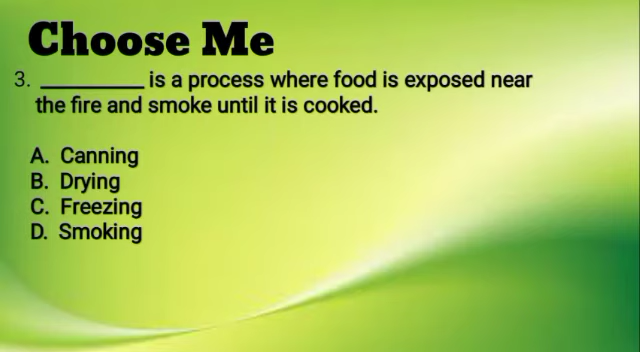 Choose Me
3. __________ is a process where food is exposed near
the fire and smoke until it is cooked.
A. Canning
B. Drying
C. Freezing
D. Smoking